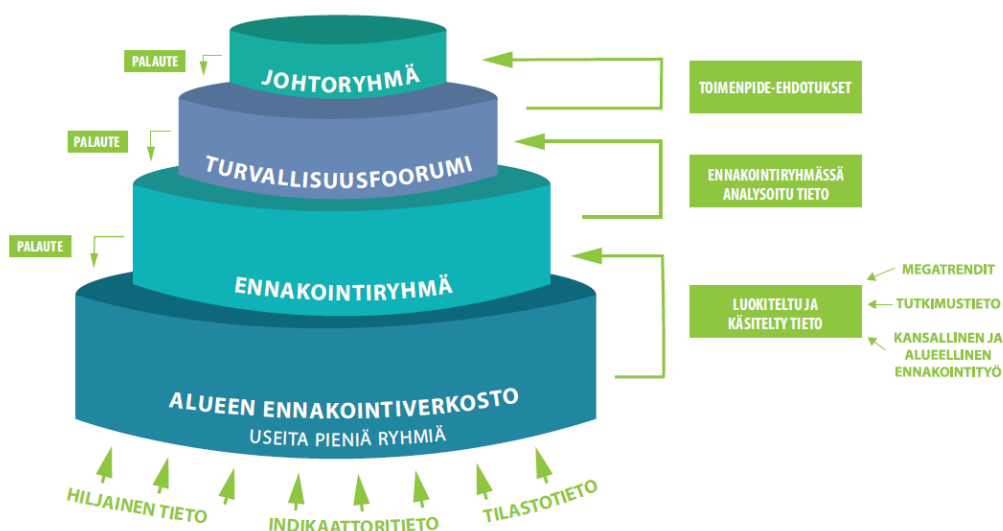 PALAUTE
JOHTORYHMÄ
TOIMENPIDE-EHDOTUKSET
PALAUTE
TURVALLISUUSFOORUMI
ENNAKOINTIRYHMÄSSÄ
ANALYSOITU TIETO
PALAUTE
ENNAKOINTIRYHMÄ
LUOKITELTU JA
KÄSITELTY TIETO
MEGATRENDIT
TUTKIMUSTIETO
KANSALLINEN JA
ALUEELLINEN
ENNAKOINTITYÖ
ALUEEN ENNAKOINTIVERKOSTO
USEITA PIENIÄ RYHMIÄ
HILJAINEN TIETO
INDIKAATTORITIETO
TILASTOTIETO